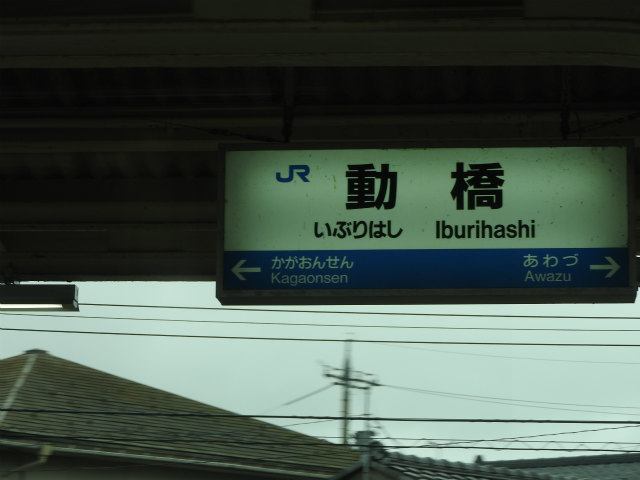 JR 動橋
いぶりはし Iburihashi
← かがおんせん あわづ →
Kagaonsen Awazu